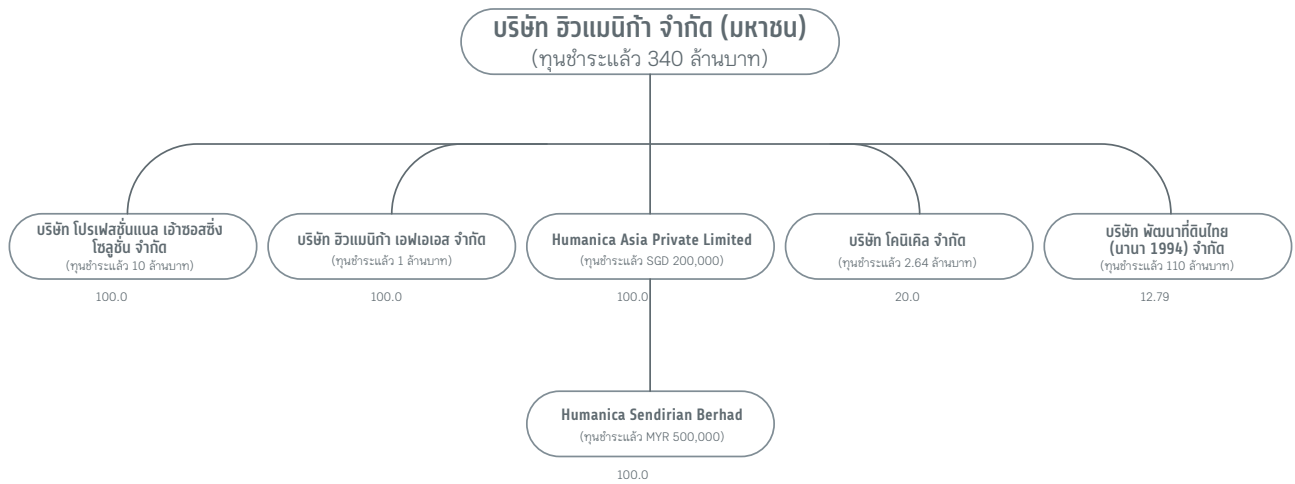 บริษัท ฮิวแมนิก้า จำกัด (มหาชน)
(ทุนชำระแล้ว 340 ล้านบาท)
บริษัท โปรเฟสชั่นแนล เอ้าซอสซิ่ง
โซลูชั่น จำกัด
(ทุนชำระแล้ว 10 ล้านบาท)
100.0
บริษัท ฮิวแมนิก้า เอฟเอเอส จำกัด
(ทุนชำระแล้ว 1 ล้านบาท)
100.0
Humanica Asia Private Limited
(ทุนชำระแล้ว SGD 200,000)
100.0
บริษัท โคนิเคิล จำกัด
(ทุนชำระแล้ว 2.64 ล้านบาท)
20.0
บริษัท พัฒนาที่ดินไทย
(นานา 1994) จำกัด
(ทุนชำระแล้ว 110 ล้านบาท)
12.79
Humanica Sendirian Berhad
(ทุนชำระแล้ว MYR 500,000)
100.0